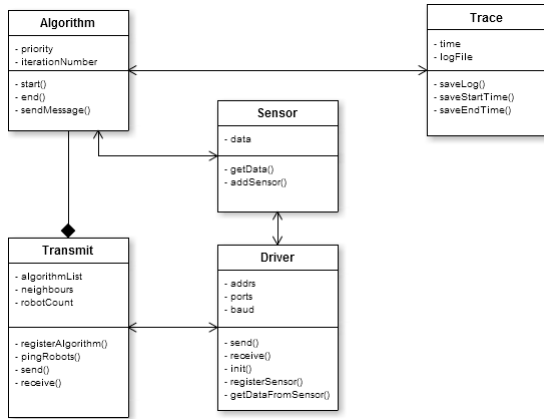 Algorithm
- priority
- iterationNumber
- start()
- end()
- sendMessage()
Trace
- time
- logFile
- saveLog()
- saveStartTime()
- saveEndTime()
Sensor
- data
- getData()
- addSensor()
Transmit
- algorithmList
- neighbours
- robotCount
- registerAlgorithm()
- pingRobots()
- send()
- receive()
Driver
- addrs
- ports
- baud
- send()
- receive()
- init()
- registerSensor()
- getDataFromSensor()